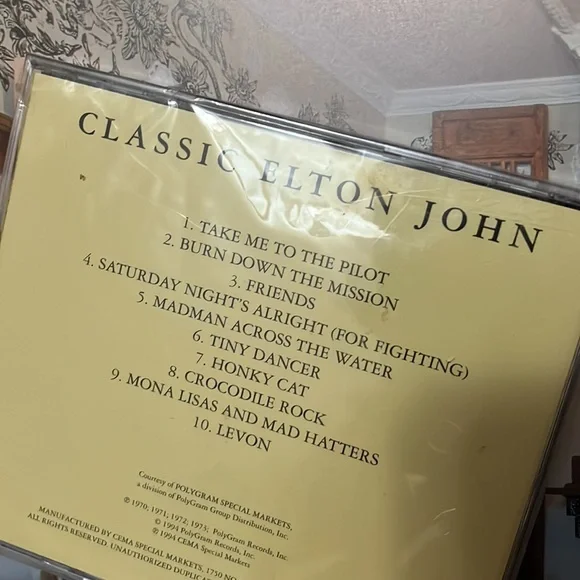 CLASSIC ELTON JOHN
1. TAKE ME TO THE PILOT
2. BURN DOWN THE MISSION
3. FRIENDS
4. SATURDAY NIGHT'S ALRIGHT (FOR FIGHTING)
5. MADMAN ACROSS THE WATER
6. TINY DANCER
7. HONKY CAT
8. CROCODILE ROCK
9. MONA LISAS AND MAD HATTERS
10. LEVON
Courtesy of POLYGRAM SPECIAL MARKETS,
a division of PolyGram Group Distribution, Inc.
℗ 1970, 1971, 1972, 1973, PolyGram Records, Inc.
© 1994 PolyGram Records, Inc.
℗ 1994 CEMA Special Markets
MANUFACTURED BY CEMA SPECIAL MARKETS, 1750 NO
ALL RIGHTS RESERVED. UNAUTHORIZED DUPLICA